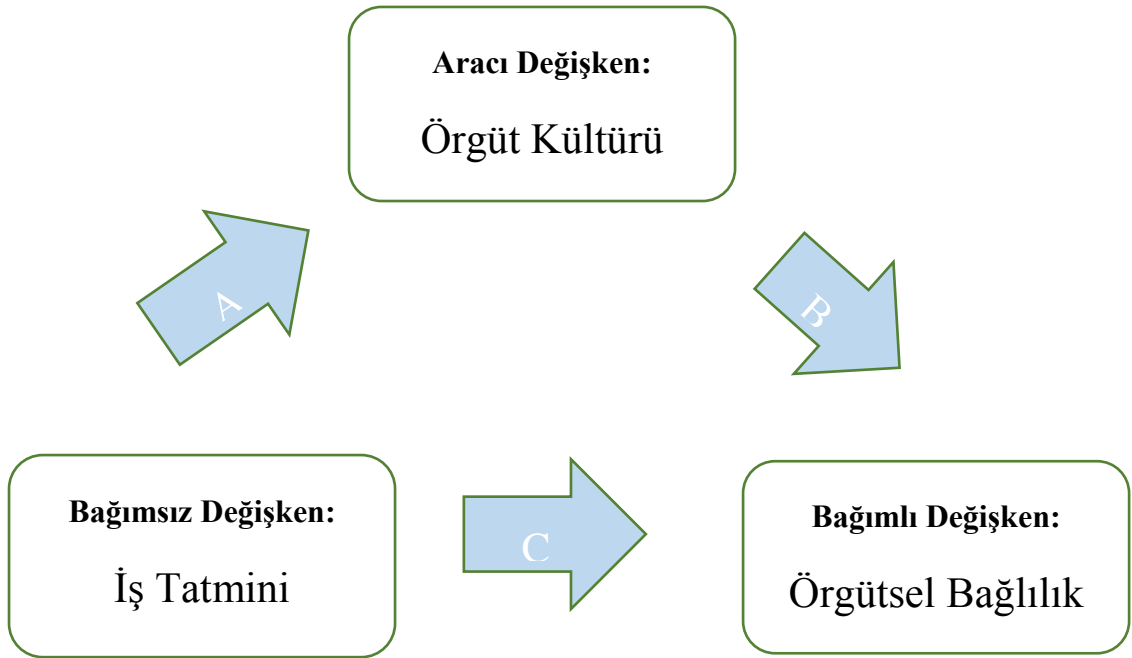 Aracı Değişken:
Örgüt Kültürü
A
B
Bağımsız Değişken:
İş Tatmini
C
Bağımlı Değişken:
Örgütsel Bağlılık